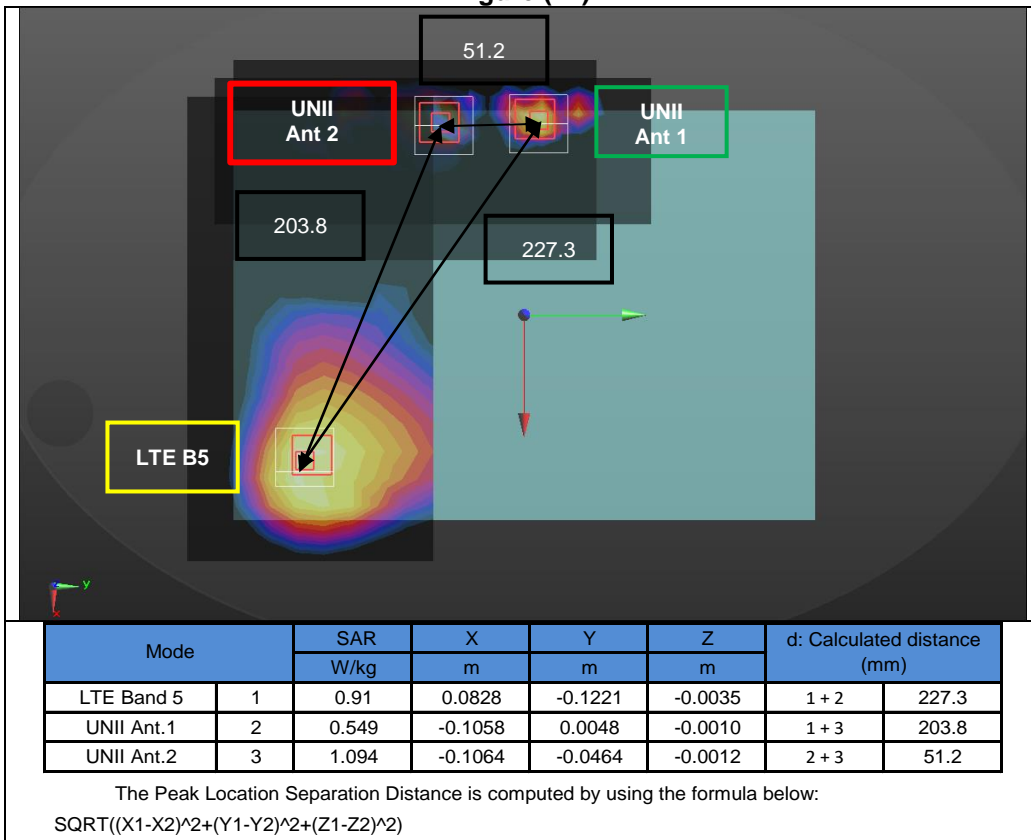 51.2
UNII
Ant 2
UNII
Ant 1
203.8
227.3
LTE B5
Y
X
Mode SAR X Y Z d: Calculated distance (mm)
W/kg m m m
LTE Band 5 1 0.91 0.0828 -0.1221 -0.0035 1 + 2 227.3
UNII Ant.1 2 0.549 -0.1058 0.0048 -0.0010 1 + 3 203.8
UNII Ant.2 3 1.094 -0.1064 -0.0464 -0.0012 2 + 3 51.2
The Peak Location Separation Distance is computed by using the formula below:
SQRT((X1-X2)^2+(Y1-Y2)^2+(Z1-Z2)^2)